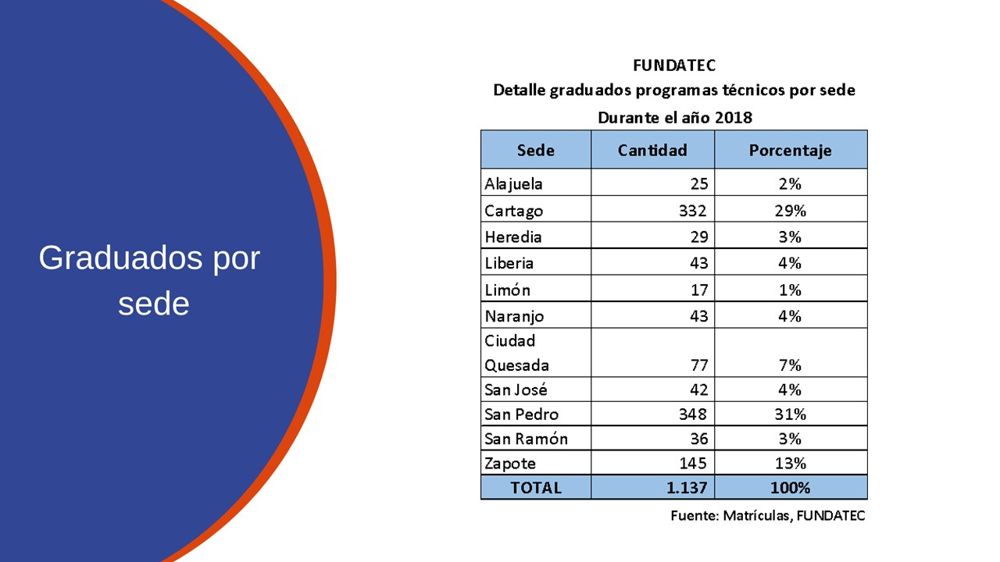 Graduados por
sede
FUNDATEC
Detalle graduados programas técnicos por sede
Durante el año 2018
Sede Cantidad Porcentaje
Alajuela 25 2%
Cartago 332 29%
Heredia 29 3%
Liberia 43 4%
Limón 17 1%
Naranjo 43 4%
Ciudad
Quesada 77 7%
San José 42 4%
San Pedro 348 31%
San Ramón 36 3%
Zapote 145 13%
TOTAL 1.137 100%
Fuente: Matrículas, FUNDATEC